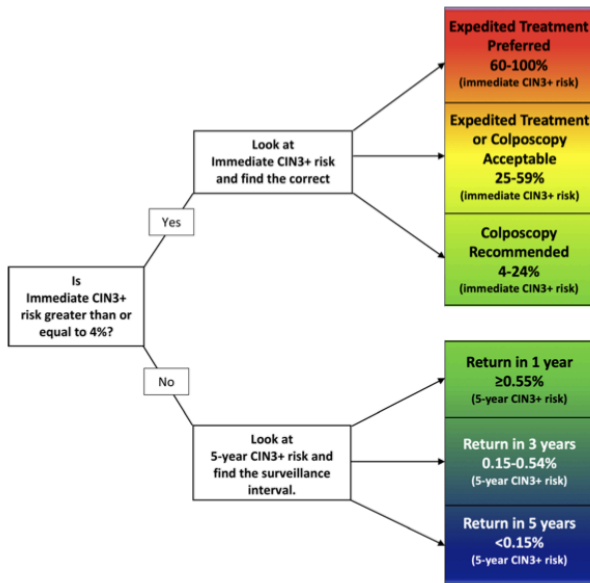 Expedited Treatment
Preferred
60-100%
(immediate CIN3+ risk)
Expedited Treatment
or Colposcopy
Acceptable
25-59%
(immediate CIN3+ risk)
Colposcopy
Recommended
4-24%
(immediate CIN3+ risk)
Look at
Immediate CIN3+ risk
and find the correct
Yes
Is
Immediate CIN3+
risk greater than or
equal to 4%?
No
Look at
5-year CIN3+ risk and
find the surveillance
interval.
Return in 1 year
≥0.55%
(5-year CIN3+ risk)
Return in 3 years
0.15-0.54%
(5-year CIN3+ risk)
Return in 5 years
<0.15%
(5-year CIN3+ risk)